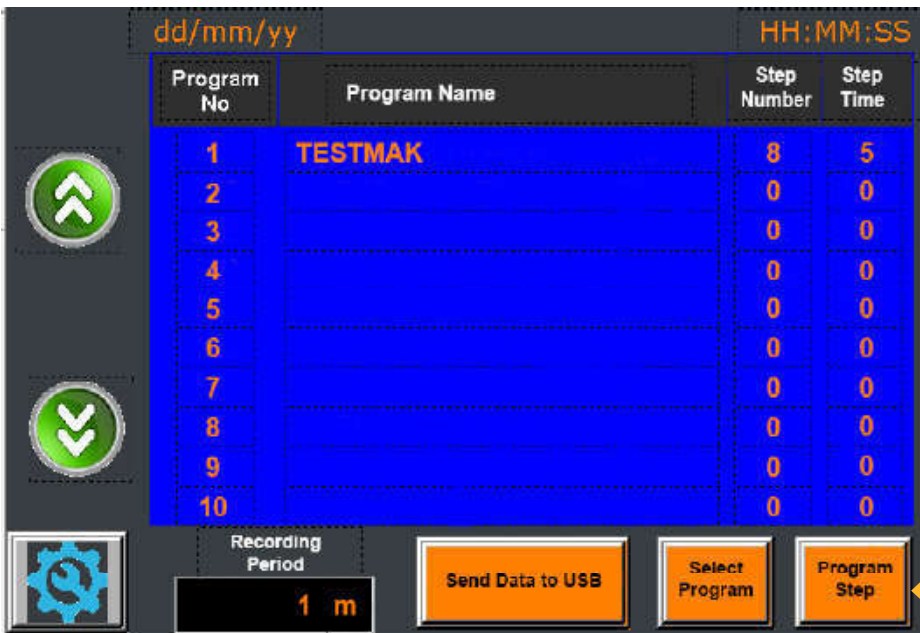 dd/mm/yy HH:MM:SS
Program No Program Name Step Number Step Time
1 TESTMAK 8 5
2 0 0
3 0 0
4 0 0
5 0 0
6 0 0
7 0 0
8 0 0
9 0 0
10 0 0
Recording
Period
1 m
Send Data to USB
Select
Program
Program
Step